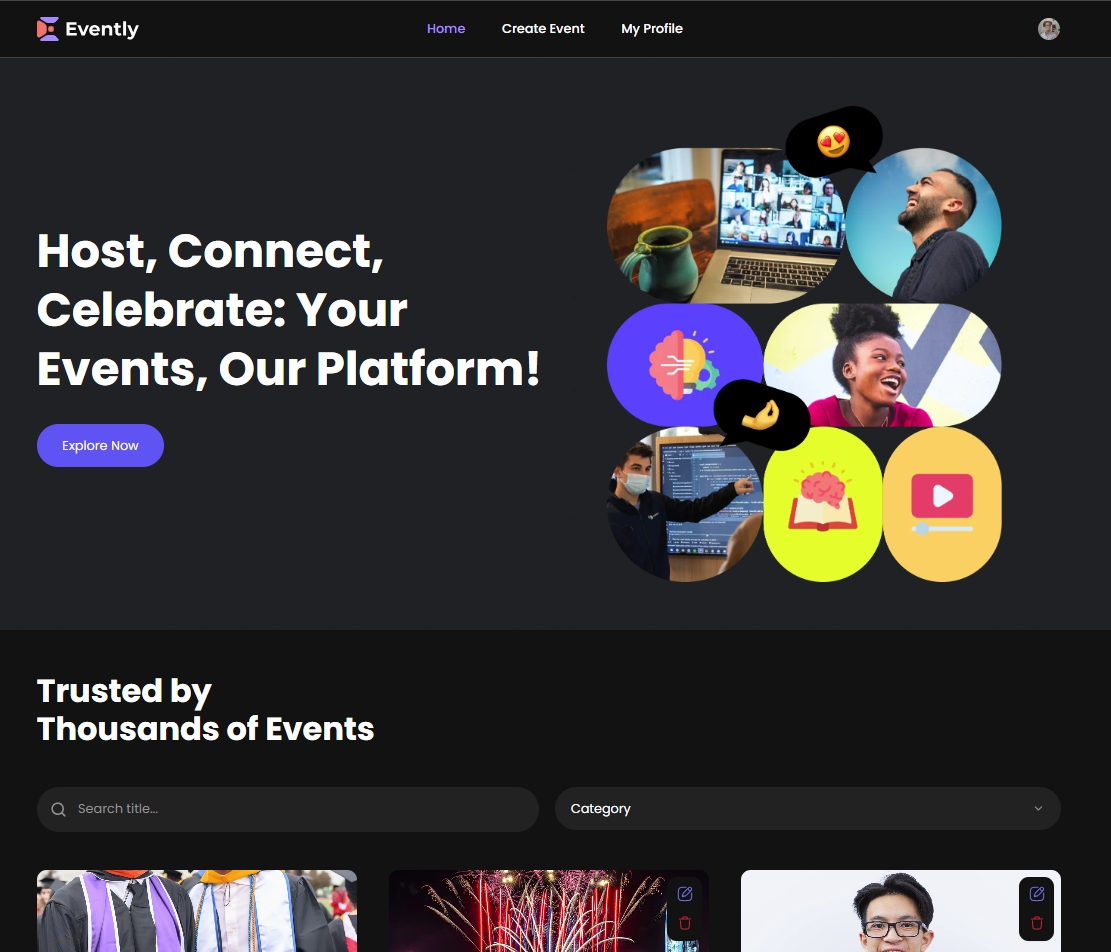 Evently
Home
Create Event
My Profile
Host, Connect,
Celebrate: Your
Events, Our Platform!
Explore Now
Trusted by
Thousands of Events
Search title...
Category